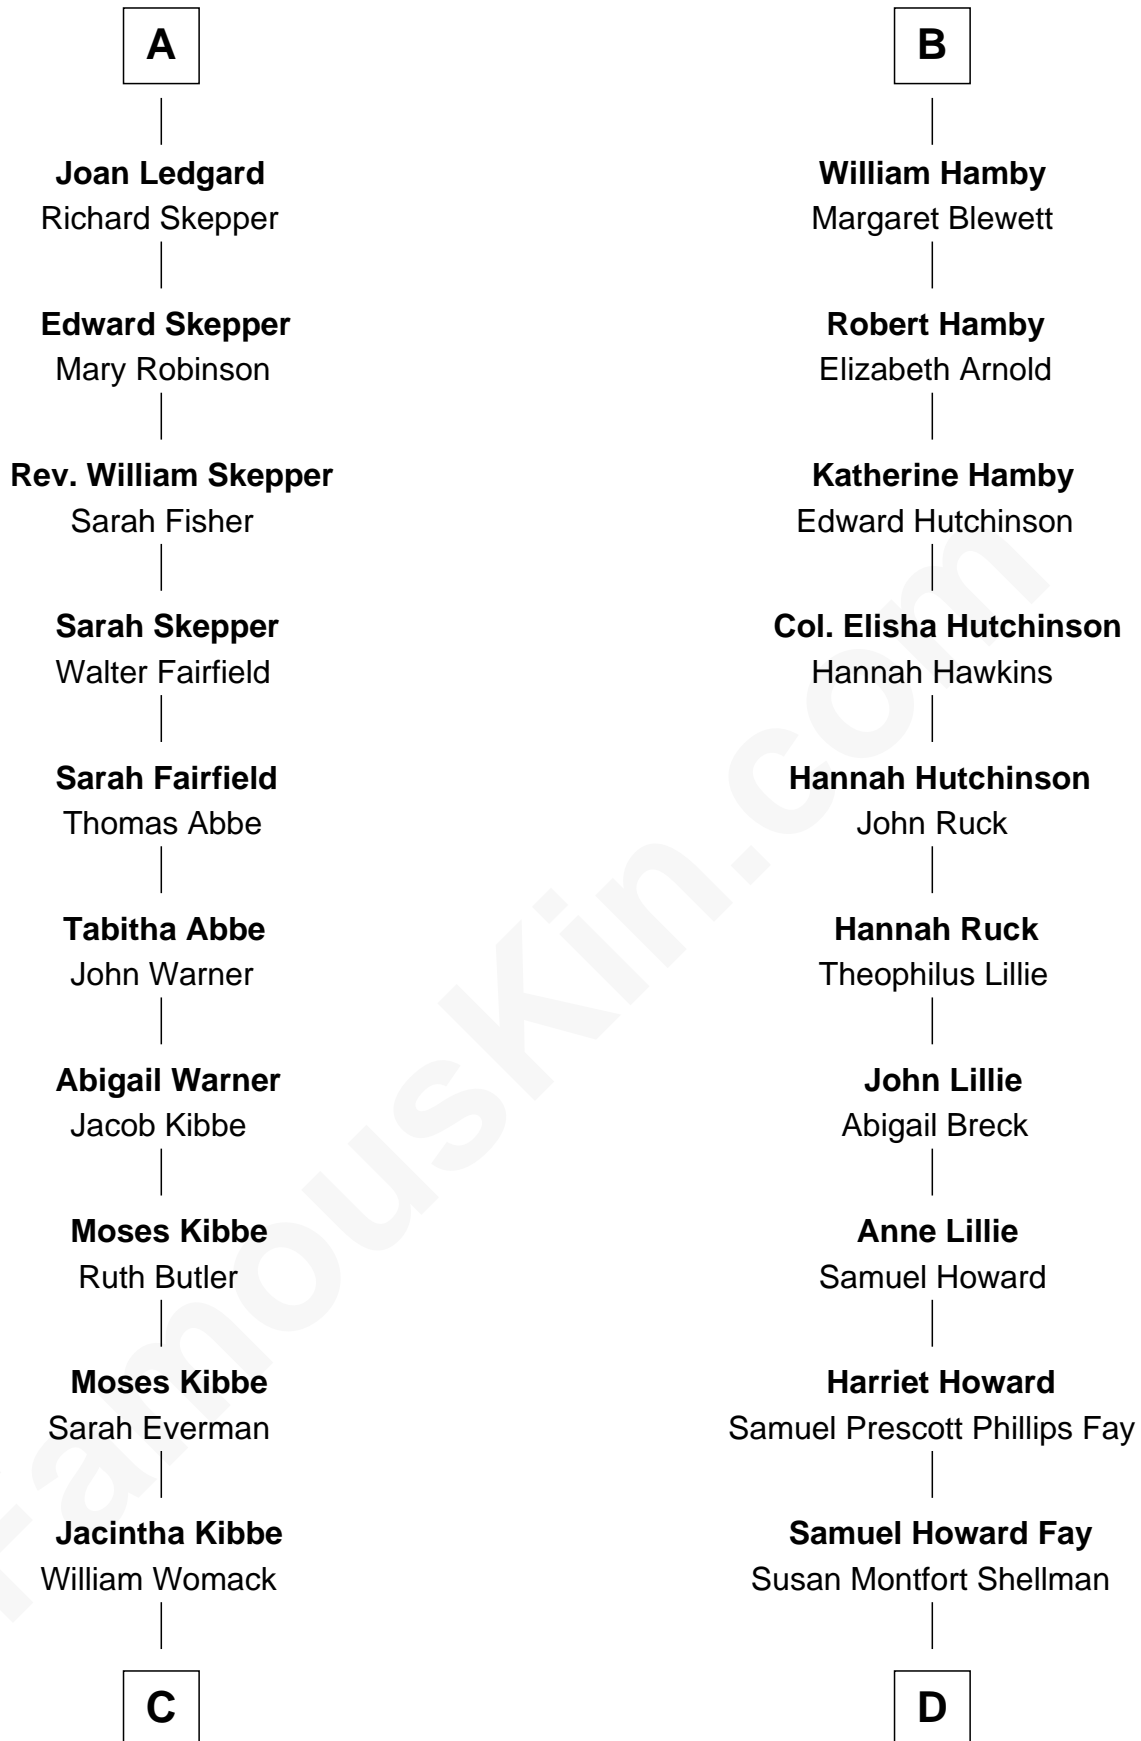 A
Joan Ledgard
Richard Skepper
Edward Skepper
Mary Robinson
Rev. William Skepper
Sarah Fisher
Sarah Skepper
Walter Fairfield
Sarah Fairfield
Thomas Abbe
Tabitha Abbe
John Warner
Abigail Warner
Jacob Kibbe
Moses Kibbe
Ruth Butler
Moses Kibbe
Sarah Everman
Jacintha Kibbe
William Womack
C
B
William Hamby
Margaret Blewett
Robert Hamby
Elizabeth Arnold
Katherine Hamby
Edward Hutchinson
Col. Elisha Hutchinson
Hannah Hawkins
Hannah Hutchinson
John Ruck
Hannah Ruck
Theophilus Lillie
John Lillie
Abigail Breck
Anne Lillie
Samuel Howard
Harriet Howard
Samuel Prescott Phillips Fay
Samuel Howard Fay
Susan Montfort Shellman
D
FamousKin.com